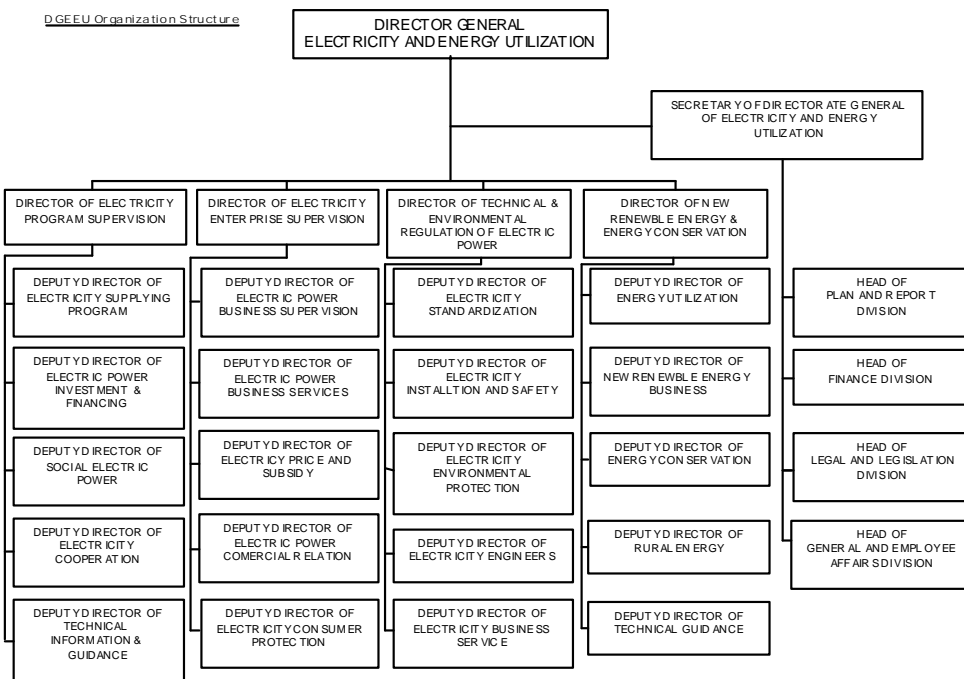 DGEEU Organization Structure
DIRECTOR GENERAL
ELECTRICITY AND ENERGY UTILIZATION
SECRETARY OF DIRECTORATE GENERAL
OF ELECTRICITY AND ENERGY
UTILIZATION
DIRECTOR OF ELECTRICITY
PROGRAM SUPERVISION
DIRECTOR OF ELECTRICITY
ENTERPRISE SUPERVISION
DIRECTOR OF TECHNICAL &
ENVIRONMENTAL
REGULATION OF ELECTRIC
POWER
DIRECTOR OF NEW
RENEWBLE ENERGY &
ENERGY CONSERVATION
DEPUTY DIRECTOR OF
ELECTRICITY SUPPLYING
PROGRAM
DEPUTY DIRECTOR OF
ELECTRIC POWER
BUSINESS SUPERVISION
DEPUTY DIRECTOR OF
ELECTRICITY
STANDARDIZATION
DEPUTY DIRECTOR OF
ENERGY UTILIZATION
HEAD OF
PLAN AND REPORT
DIVISION
DEPUTY DIRECTOR OF
ELECTRIC POWER
INVESTMENT &
FINANCING
DEPUTY DIRECTOR OF
ELECTRIC POWER
BUSINESS SERVICES
DEPUTY DIRECTOR OF
ELECTRICITY
INSTALLTION AND SAFETY
DEPUTY DIRECTOR OF
NEW RENEWBLE ENERGY
BUSINESS
HEAD OF
FINANCE DIVISION
DEPUTY DIRECTOR OF
SOCIAL ELECTRIC
POWER
DEPUTY DIRECTOR OF
ELECTRICY PRICE AND
SUBSIDY
DEPUTY DIRECTOR OF
ELECTRICITY
ENVIRONMENTAL
PROTECTION
DEPUTY DIRECTOR OF
ENERGY CONSERVATION
HEAD OF
LEGAL AND LEGISLATION
DIVISION
DEPUTY DIRECTOR OF
ELECTRICITY
COOPERATION
DEPUTY DIRECTOR OF
ELECTRIC POWER
COMERCIAL RELATION
DEPUTY DIRECTOR OF
ELECTRICITY ENGINEERS
DEPUTY DIRECTOR OF
RURAL ENERGY
HEAD OF
GENERAL AND EMPLOYEE
AFFAIRS DIVISION
DEPUTY DIRECTOR OF
TECHNICAL
INFORMATION &
GUIDANCE
DEPUTY DIRECTOR OF
ELECTRICITY CONSUMER
PROTECTION
DEPUTY DIRECTOR OF
ELECTRICITY BUSINESS
SERVICE
DEPUTY DIRECTOR OF
TECHNICAL GUIDANCE